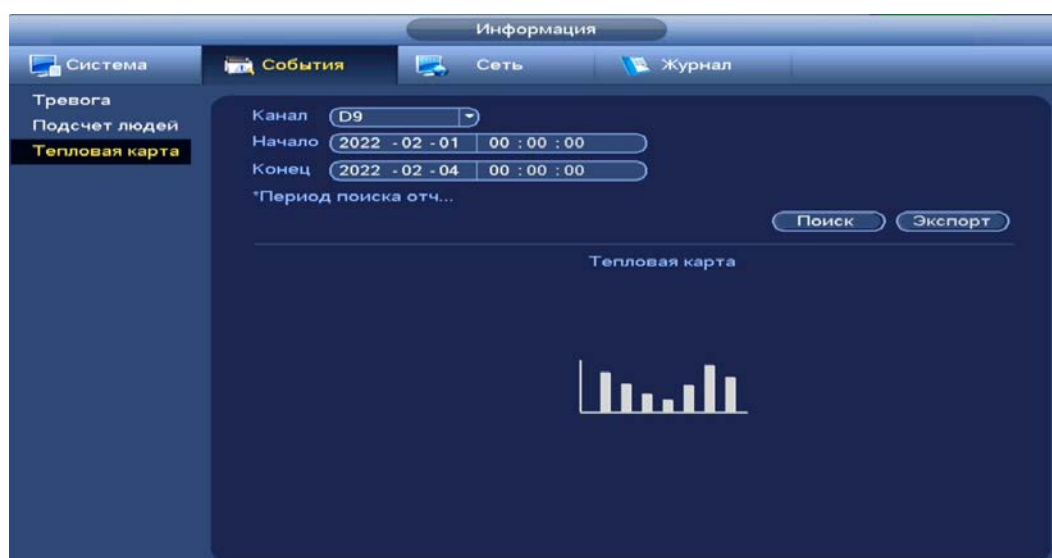 Информация
Система События Сеть Журнал
Тревога
Подсчет людей
Тепловая карта
Канал D9
Начало 2022 - 02 - 01 00 : 00 : 00
Конец 2022 - 02 - 04 00 : 00 : 00
*Период поиска отч...
Поиск Экспорт
Тепловая карта